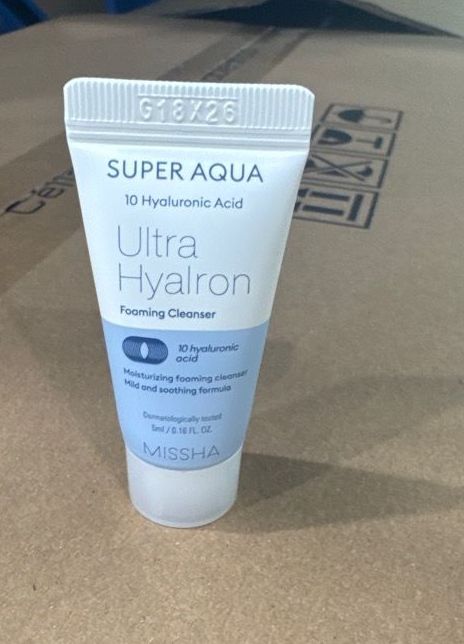 G18X26
SUPER AQUA
10 Hyaluronic Acid
Ultra
Hyalron
Foaming Cleanser
10 hyaluronic
acid
Moisturizing foaming cleanser
Mild and soothing formula
Dermatologically tested
5ml / 0.16 FL. OZ.
MISSHA